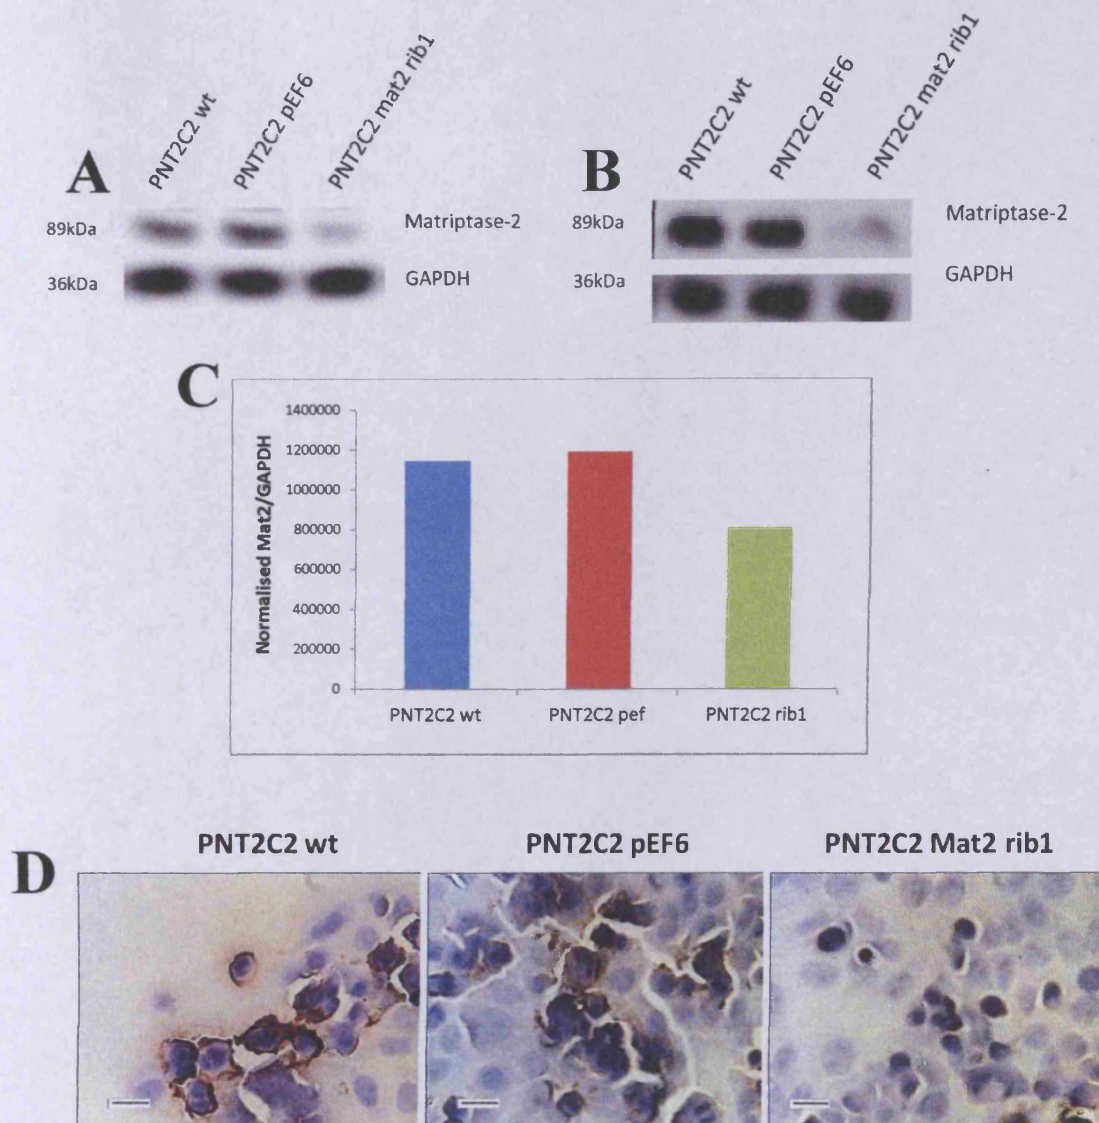 A
PNT2C2 wt
PNT2C2 pEF6
PNT2C2 mat2 rib1
89kDa
Matriptase-2
36kDa
GAPDH
B
PNT2C2 wt
PNT2C2 pEF6
PNT2C2 mat2 rib1
89kDa
Matriptase-2
36kDa
GAPDH
C
Normalised Mat2/GAPDH
1400000
1200000
1000000
800000
600000
400000
200000
0
PNT2C2 wt
PNT2C2 pef
PNT2C2 rib1
D
PNT2C2 wt
PNT2C2 pEF6
PNT2C2 Mat2 rib1